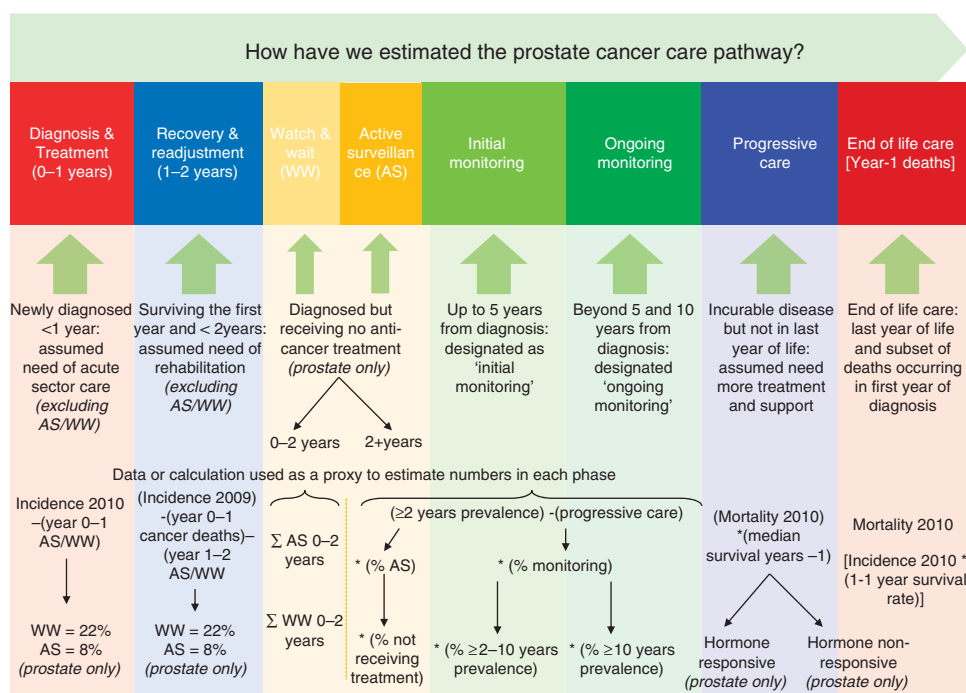 How have we estimated the prostate cancer care pathway?
Diagnosis &
Treatment
(0–1 years)
Recovery &
readjustment
(1–2 years)
Watch &
wait
(WW)
Active
surveillan
ce (AS)
Initial
monitoring
Ongoing
monitoring
Progressive
care
End of life care
[Year-1 deaths]
Newly diagnosed
<1 year:
assumed
need of acute
sector care
(excluding
AS/WW)
Surviving the first
year and < 2years:
assumed need of
rehabilitation
(excluding
AS/WW)
Diagnosed but
receiving no anti-
cancer treatment
(prostate only)
0–2 years
2+years
Up to 5 years
from diagnosis:
designated as
‘initial
monitoring’
Beyond 5 and 10
years from
diagnosis:
designated
‘ongoing
monitoring’
Incurable disease
but not in last
year of life:
assumed need
more treatment
and support
End of life care:
last year of life
and subset of
deaths occurring
in first year of
diagnosis
Data or calculation used as a proxy to estimate numbers in each phase
Incidence 2010
–(year 0–1
AS/WW)
WW = 22%
AS = 8%
(prostate only)
(Incidence 2009)
-(year 0–1
cancer deaths)–
(year 1–2
AS/WW
WW = 22%
AS = 8%
(prostate only)
Σ AS 0–2
years
Σ WW 0–2
years
(≥2 years prevalence) -(progressive care)
* (% AS)
* (% not
receiving
treatment)
* (% monitoring)
* (% ≥2–10 years
prevalence)
* (% ≥10 years
prevalence)
(Mortality 2010)
*(median
survival years –1)
Hormone
responsive
(prostate only)
Hormone non-
responsive
(prostate only)
Mortality 2010
[Incidence 2010 *
(1-1 year survival
rate)]